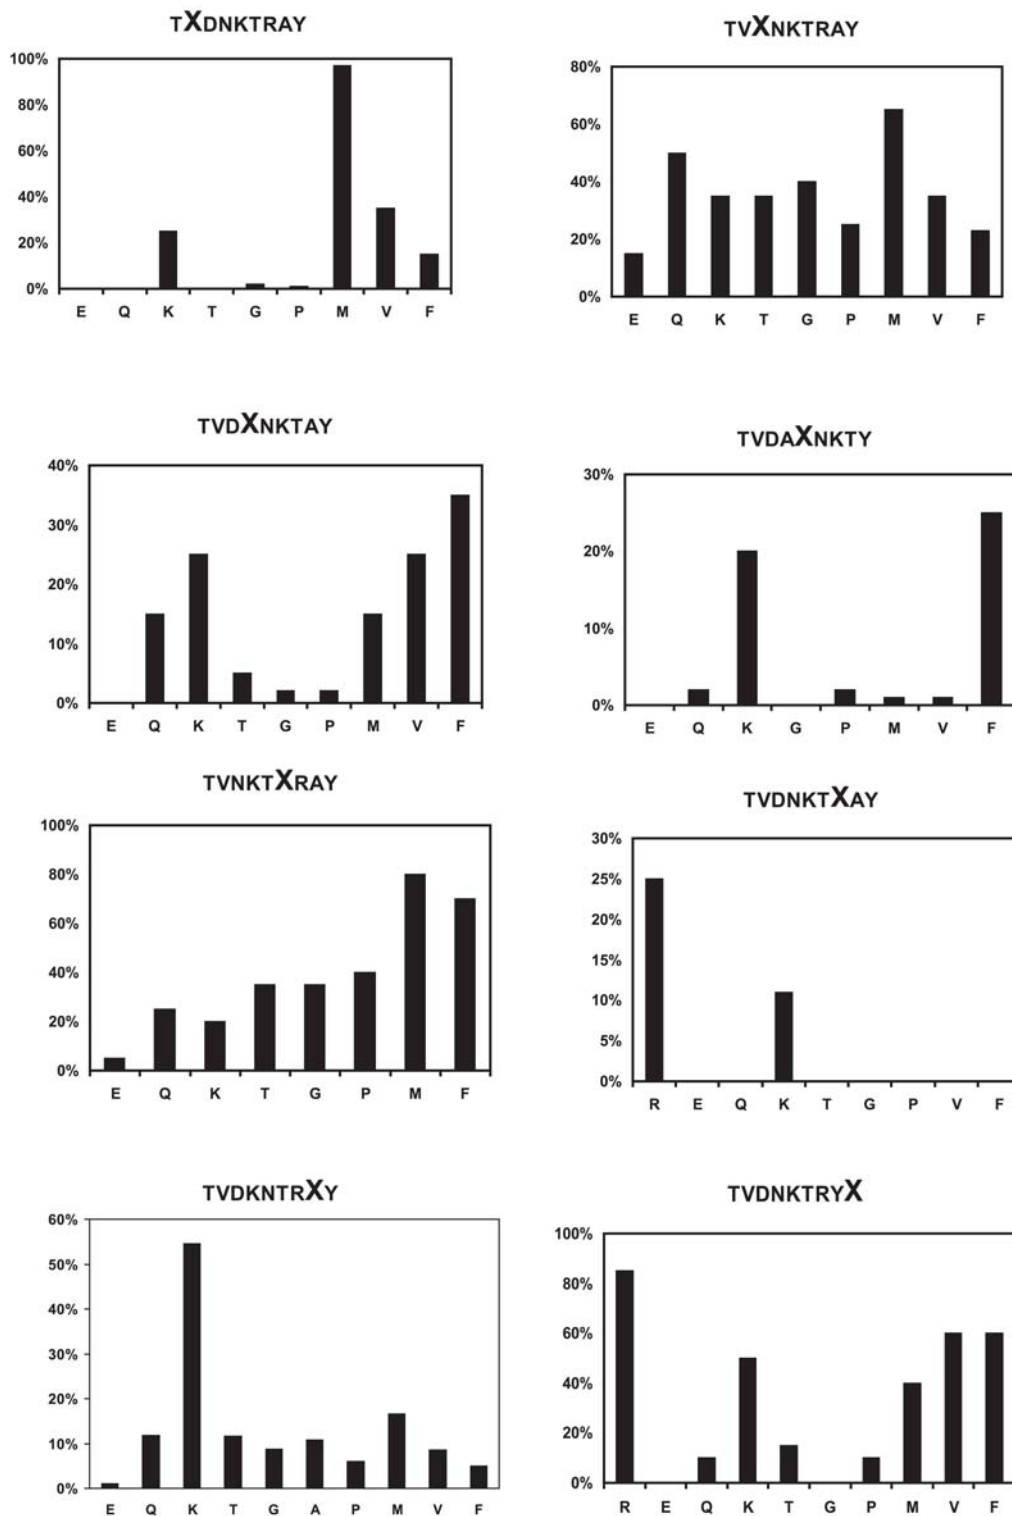 TXDNKTRAY
100%
80%
60%
40%
20%
0%
E Q K T G P M V F
TVXNKTRAY
80%
60%
40%
20%
0%
E Q K T G P M V F
TVDXNKTAY
40%
30%
20%
10%
0%
E Q K T G P M V F
TVDAXNKTY
30%
20%
10%
0%
E Q K G P M V F
TVNKTXRAY
100%
80%
60%
40%
20%
0%
E Q K T G P M F
TVDNKTXAY
30%
25%
20%
15%
10%
5%
0%
R E Q K T G P V F
TVDKNTRXY
60%
50%
40%
30%
20%
10%
0%
E Q K T G A P M V F
TVDNKTRYX
100%
80%
60%
40%
20%
0%
R E Q K T G P M V F